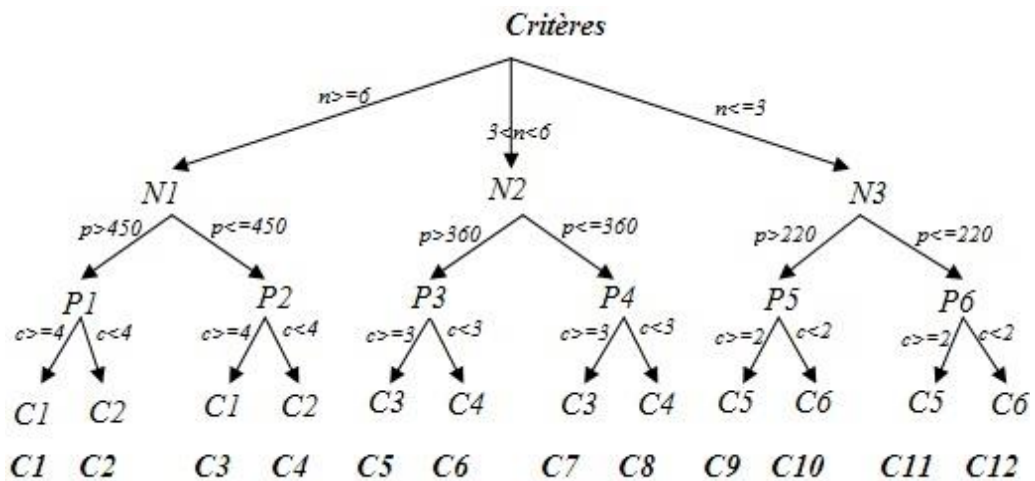 Critères
n>=6 3<n<6 n<=3
N1 N2 N3
p>450 p<=450 p>360 p<=360 p>220 p<=220
P1 P2 P3 P4 P5 P6
c>=4 c<4 c>=4 c<4 c>=3 c<3 c>=3 c<3 c>=2 c<2 c>=2 c<2
C1 C2 C1 C2 C3 C4 C3 C4 C5 C6 C5 C6
C1 C2 C3 C4 C5 C6 C7 C8 C9 C10 C11 C12